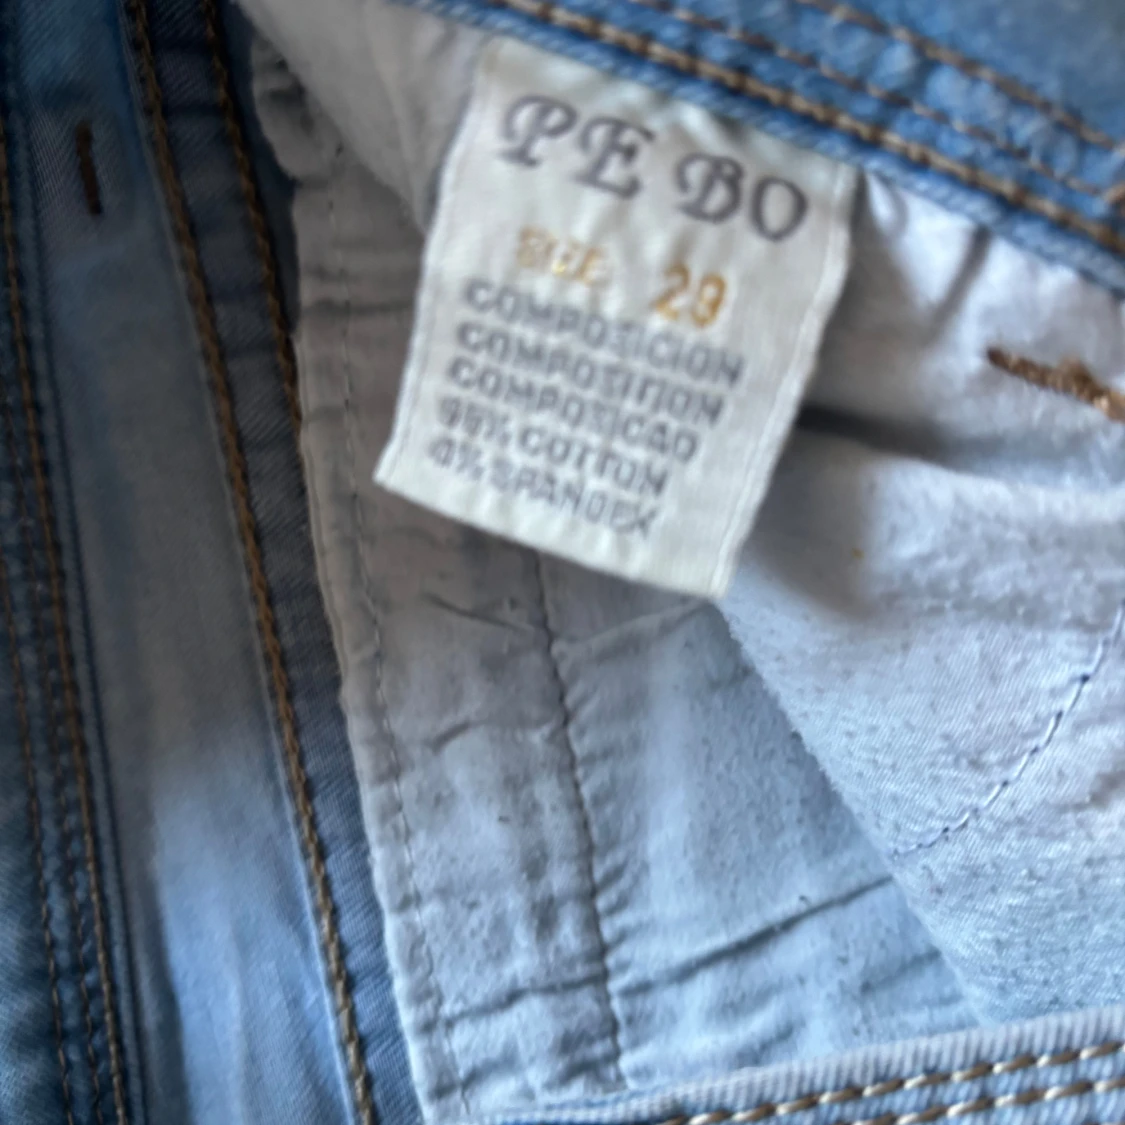 PE BO
SIZE 29
COMPOSICION
COMPOSITION
COMPOSICAO
96% COTTON
4% SPANDEX